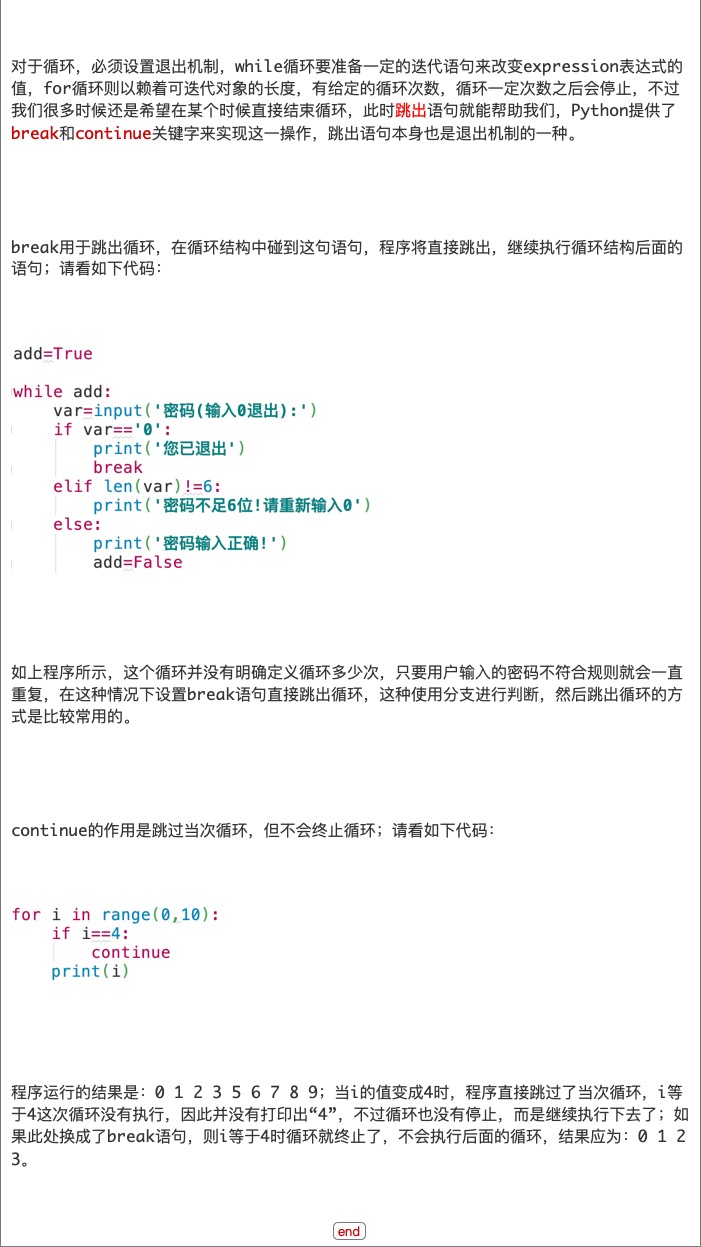 对于循环，必须设置退出机制，while循环要准备一定的迭代语句来改变expression表达式的
值，for循环则以赖着可迭代对象的长度，有给定的循环次数，循环一定次数之后会停止，不过
我们很多时候还是希望在某个时候直接结束循环，此时跳出语句就能帮助我们，Python提供了
break和continue关键字来实现这一操作，跳出语句本身也是退出机制的一种。
break用于跳出循环，在循环结构中碰到这句语句，程序将直接跳出，继续执行循环结构后面的
语句；请看如下代码：
add=True
while add:
    var=input('密码(输入0退出):')
    if var=='0':
        print('您已退出')
        break
    elif len(var)!=6:
        print('密码不足6位!请重新输入0')
    else:
        print('密码输入正确!')
        add=False
如上程序所示，这个循环并没有明确定义循环多少次，只要用户输入的密码不符合规则就会一直
重复，在这种情况下设置break语句直接跳出循环，这种使用分支进行判断，然后跳出循环的方
式是比较常用的。
continue的作用是跳过当次循环，但不会终止循环；请看如下代码：
for i in range(0,10):
    if i==4:
        continue
    print(i)
程序运行的结果是：0 1 2 3 5 6 7 8 9；当i的值变成4时，程序直接跳过了当次循环，i等
于4这次循环没有执行，因此并没有打印出“4”，不过循环也没有停止，而是继续执行下去了；如
果此处换成了break语句，则i等于4时循环就终止了，不会执行后面的循环，结果应为：0 1 2
3。
end